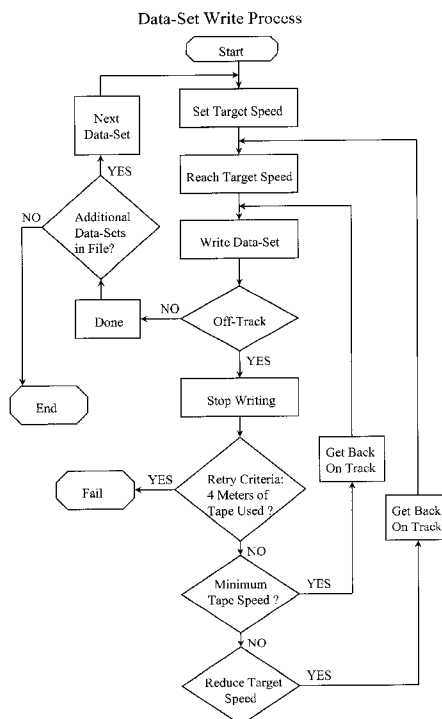 Data-Set Write Process
Start
Set Target Speed
Next
Data-Set
Reach Target Speed
YES
NO
Additional
Data-Sets
in File?
Write Data-Set
Done
NO
Off-Track
YES
End
Stop Writing
Get Back
On Track
Fail
YES
Retry Criteria:
4 Meters of
Tape Used ?
Get Back
On Track
NO
Minimum
Tape Speed ?
YES
NO
Reduce Target
Speed
YES